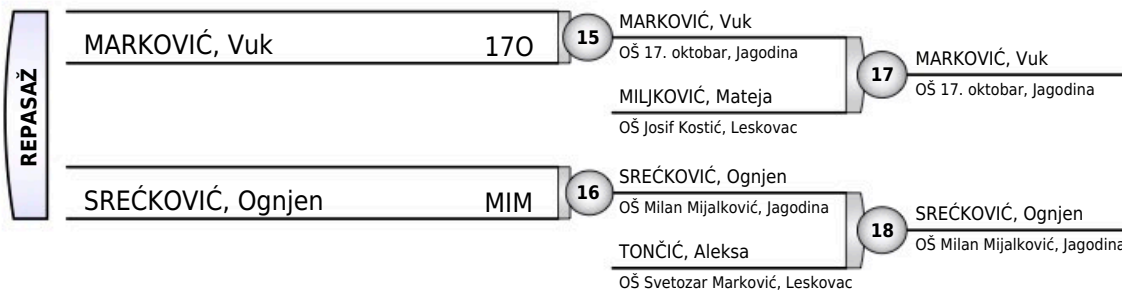 REPASAŽ
MARKOVIĆ, Vuk 17O
15
MARKOVIĆ, Vuk
OŠ 17. oktobar, Jagodina
MILJKOVIĆ, Mateja
OŠ Josif Kostić, Leskovac
17
MARKOVIĆ, Vuk
OŠ 17. oktobar, Jagodina
SREĆKOVIĆ, Ognjen MIM
16
SREĆKOVIĆ, Ognjen
OŠ Milan Mijalković, Jagodina
TONČIĆ, Aleksa
OŠ Svetozar Marković, Leskovac
18
SREĆKOVIĆ, Ognjen
OŠ Milan Mijalković, Jagodina